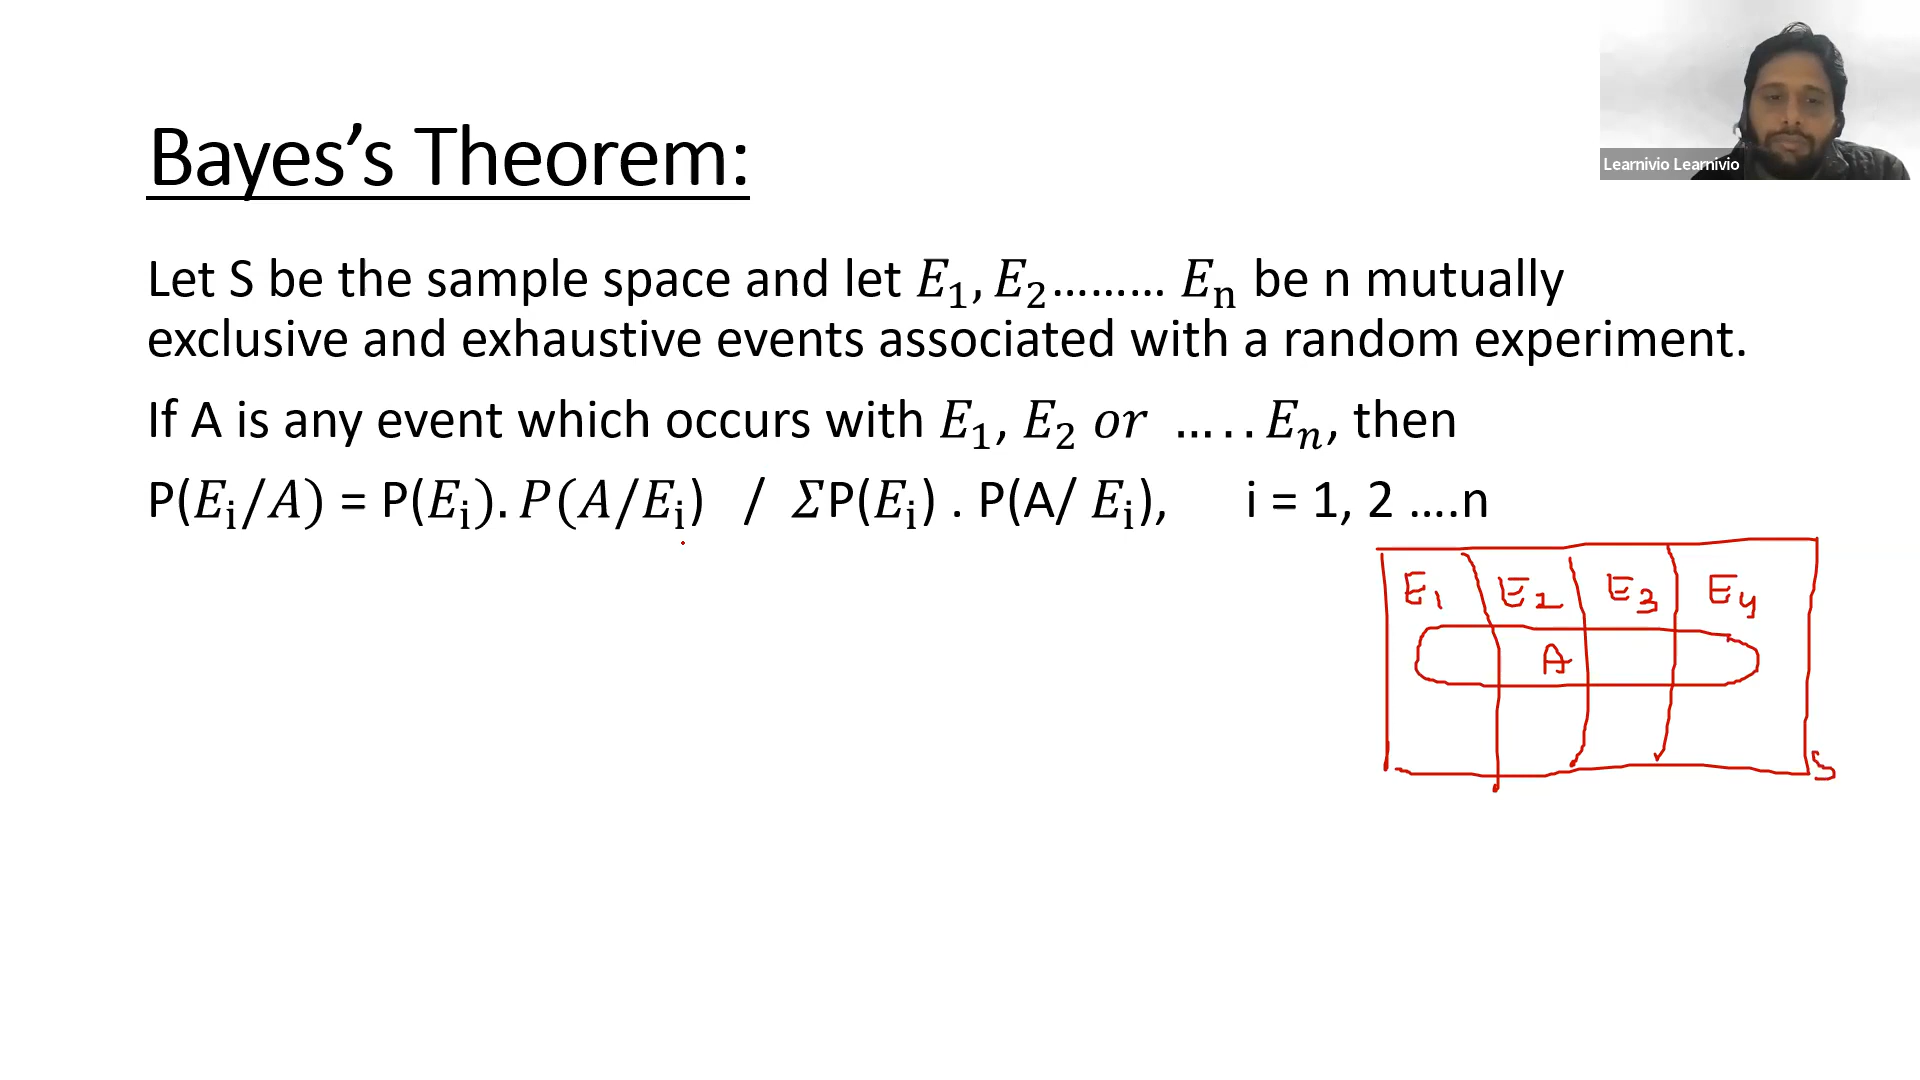 Learnivio Learnivio
Bayes’s Theorem:
Let S be the sample space and let E₁, E₂……… Eₙ be n mutually
exclusive and exhaustive events associated with a random experiment.
If A is any event which occurs with E₁, E₂ or ….. Eₙ, then
P(Eᵢ/A) = P(Eᵢ). P(A/Eᵢ) / ΣP(Eᵢ) . P(A/ Eᵢ), i = 1, 2 ….n
E₁ E₂ E₃ E₄
A
S